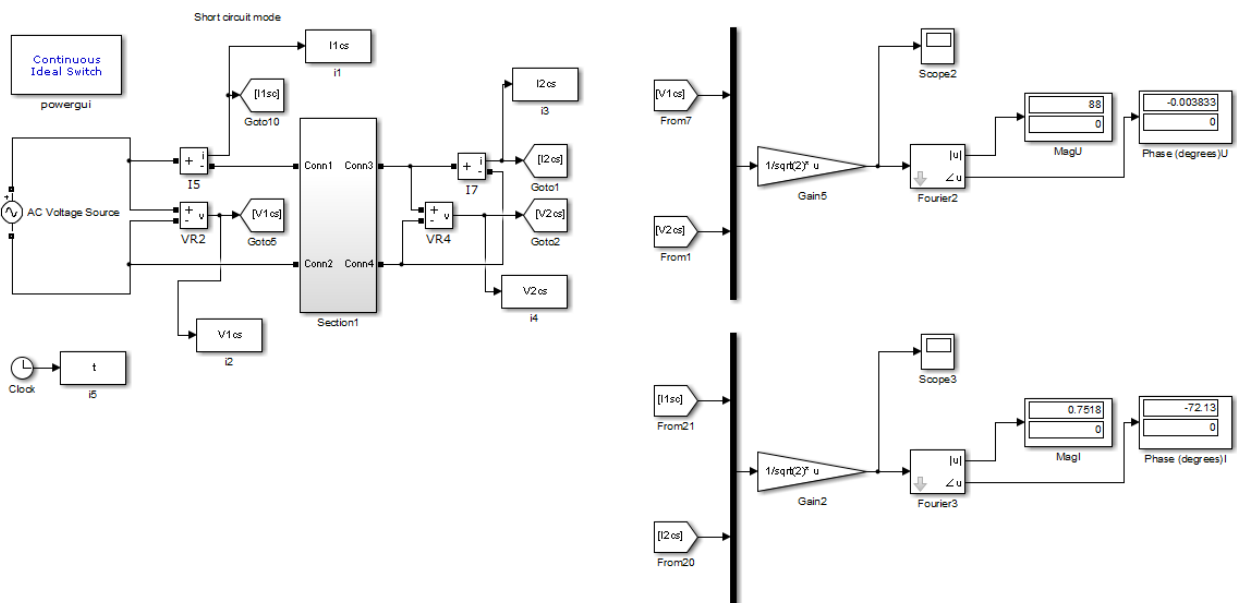 Short circuit mode
Continuous
Ideal Switch
powergui
I1cs
i1
[I1sc]
Goto10
I2cs
i3
+
i
-
I5
Conn1
Conn3
+
i
-
I7
[I2cs]
Goto1
+
AC Voltage Source
+
-
v
VR2
[V1cs]
Goto5
+
-
v
VR4
[V2cs]
Goto2
Conn2
Conn4
Section1
V2cs
i4
V1cs
i2
Clock
t
i5
[V1cs]
From7
[V2cs]
From1
1/sqrt(2)* u
Gain5
Scope2
|u|
∠u
Fourier2
88
0
MagU
-0.003833
0
Phase (degrees)U
[I1sc]
From21
[I2cs]
From20
1/sqrt(2)* u
Gain2
Scope3
|u|
∠u
Fourier3
0.7518
0
MagI
-72.13
0
Phase (degrees)I